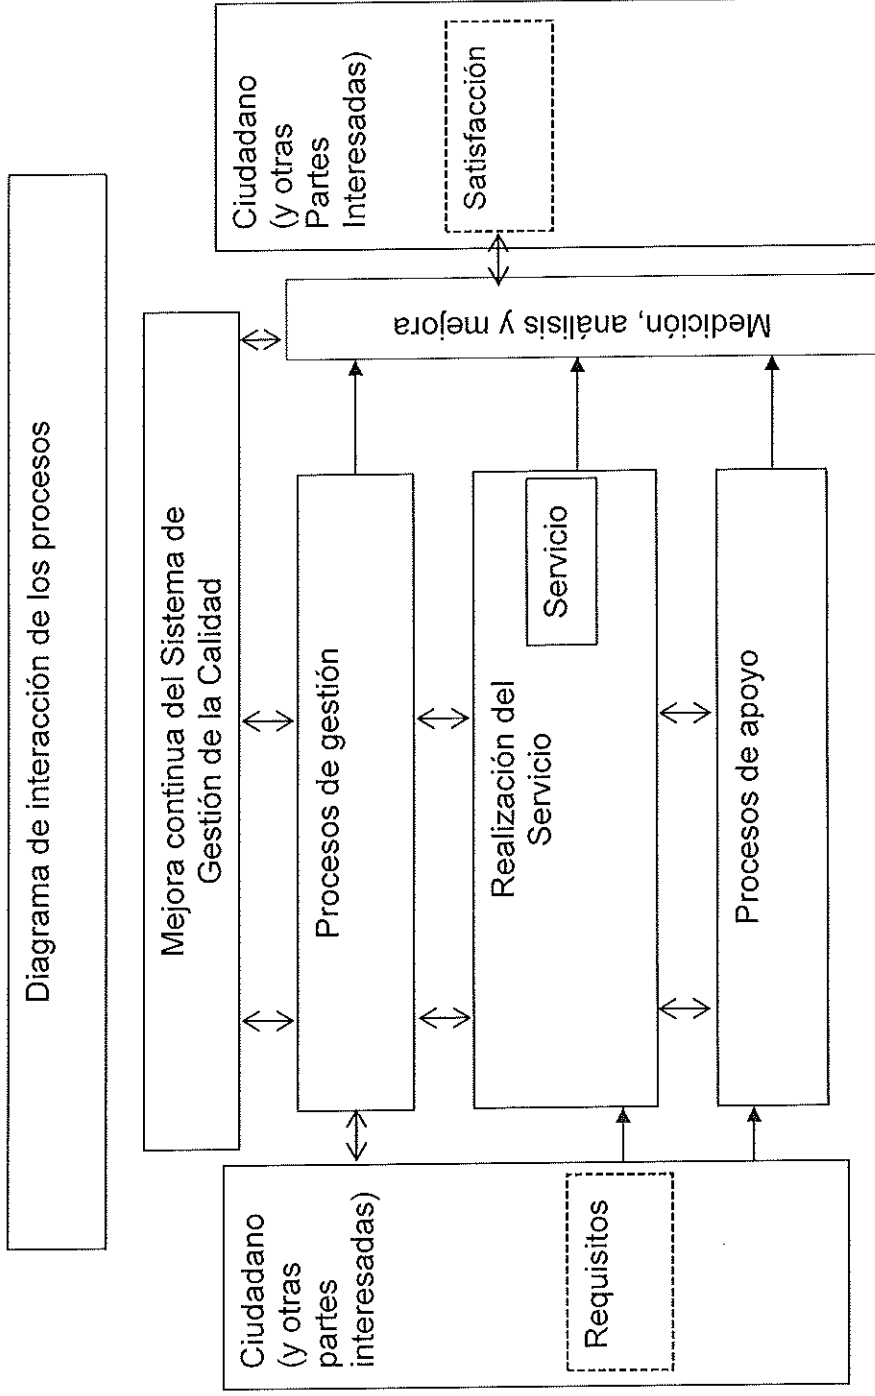 Diagrama de interacción de los procesos
Mejora continua del Sistema de
Gestión de la Calidad
Ciudadano
(y otras
partes
interesadas)
Requisitos
Procesos de gestión
Realización del
Servicio
Servicio
Procesos de apoyo
Medición, análisis y mejora
Ciudadano
(y otras
Partes
Interesadas)
Satisfacción